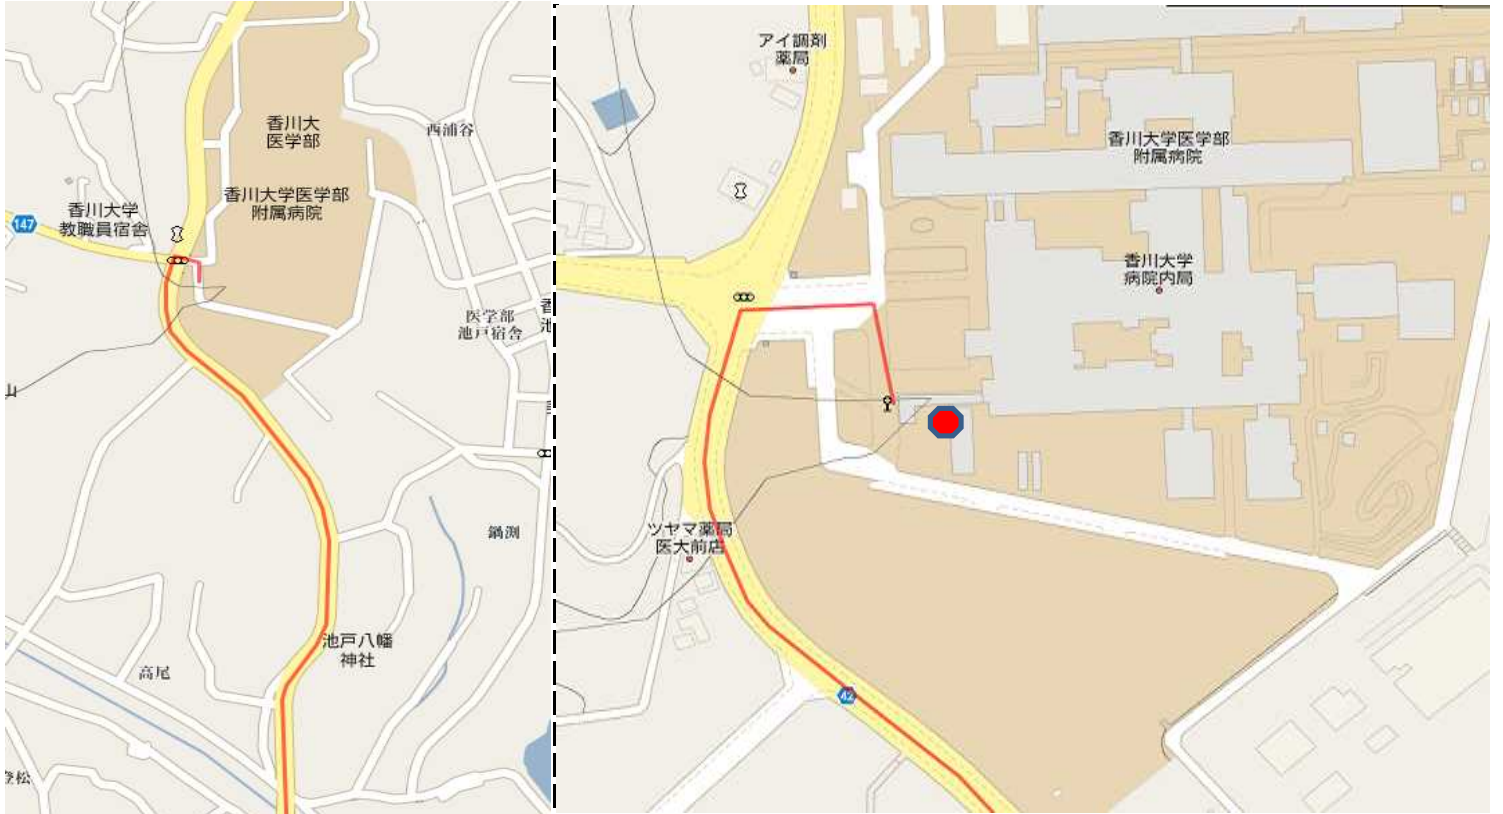 香川大
医学部
西浦谷
香川大学医学部
附属病院
香川大学
教職員宿舎
147
医学部
池戸宿舎
鍋渕
池戸八幡
神社
高尾
アイ調剤
薬局
香川大学医学部
附属病院
香川大学
病院内局
ツヤマ薬局
医大前店
42